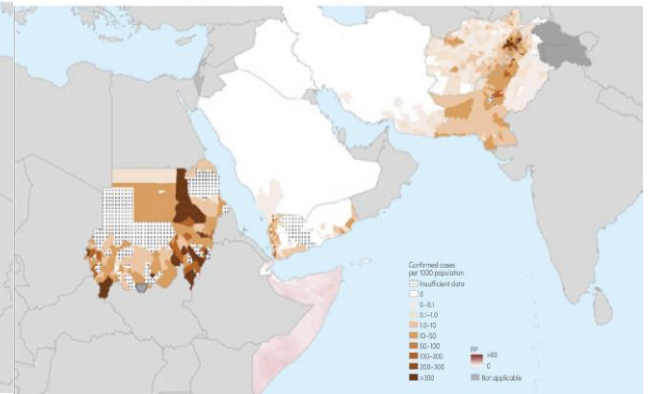 Confirmed cases
per 1000 population
Insufficient data
0
0–0.1
0.1–1.0
1.0–10
10–50
50–100
100–200
200–300
>300
PP
>80
0
Not applicable